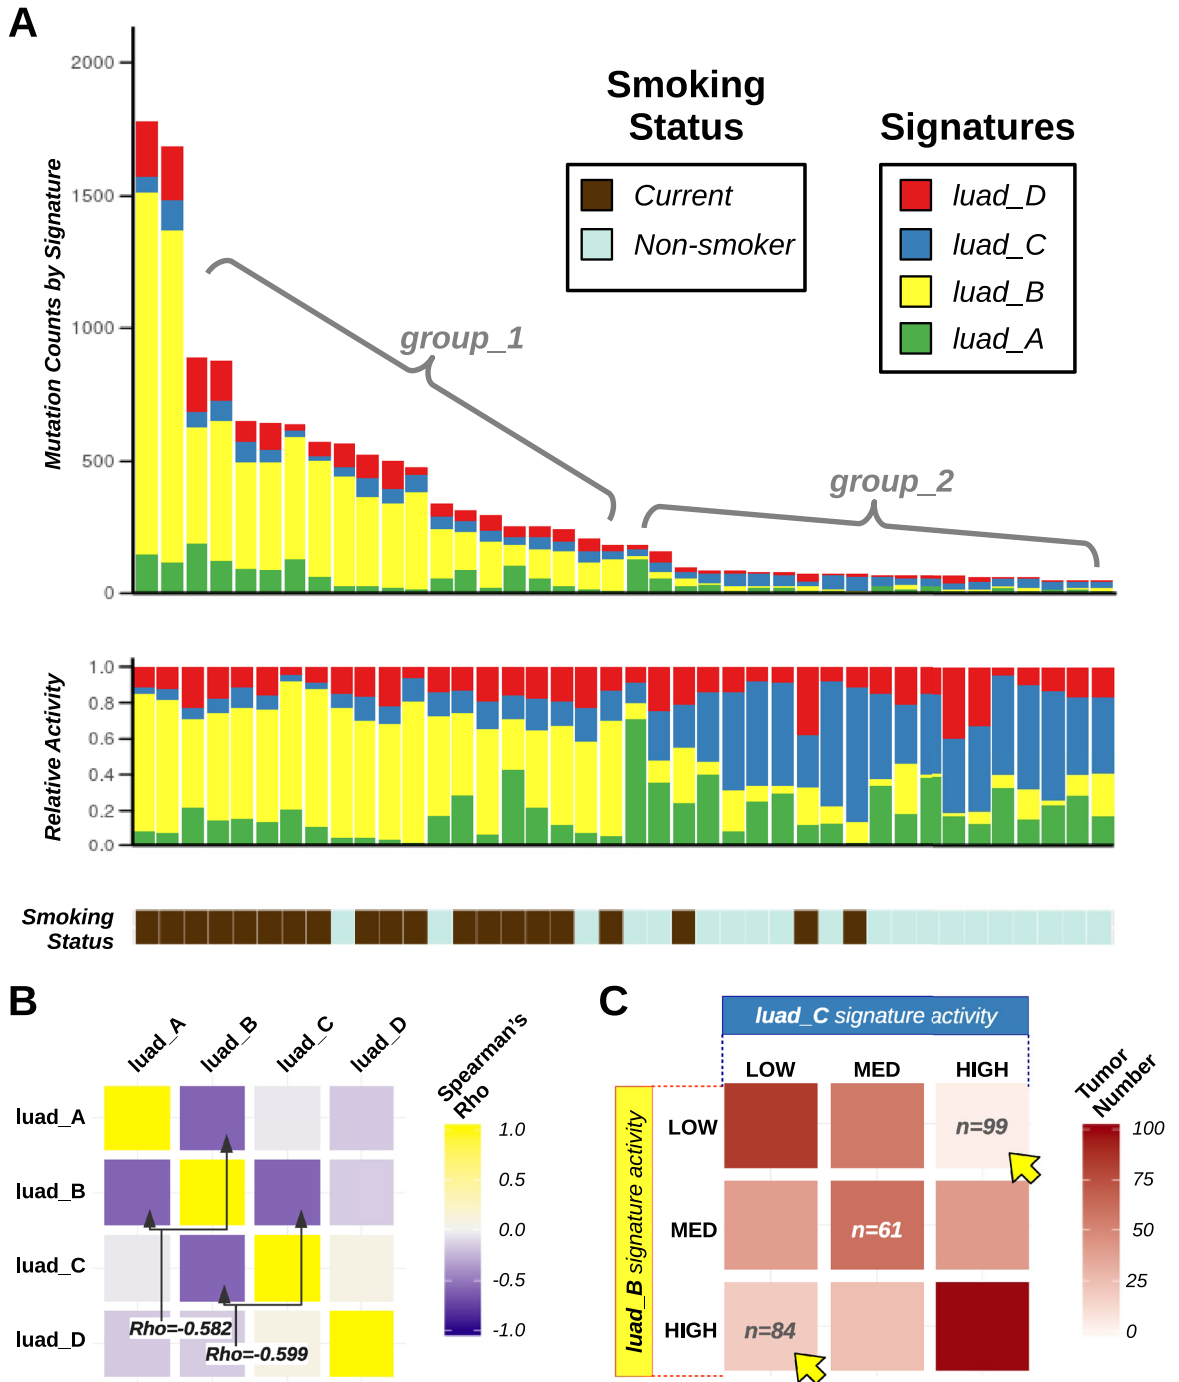 A
Smoking
Status
Current
Non-smoker
Signatures
luad_D
luad_C
luad_B
luad_A
Mutation Counts by Signature
2000
1500
1000
500
0
group_1
group_2
Relative Activity
1.0
0.8
0.6
0.4
0.2
0.0
Smoking
Status
B
luad_A
luad_B
luad_C
luad_D
luad_A
luad_B
luad_C
luad_D
Rho=-0.582
Rho=-0.599
Spearman's
Rho
1.0
0.5
0.0
-0.5
-1.0
C
luad_C signature activity
LOW MED HIGH
luad_B signature activity
LOW
MED
HIGH
n=99
n=61
n=84
Tumor
Number
100
75
50
25
0